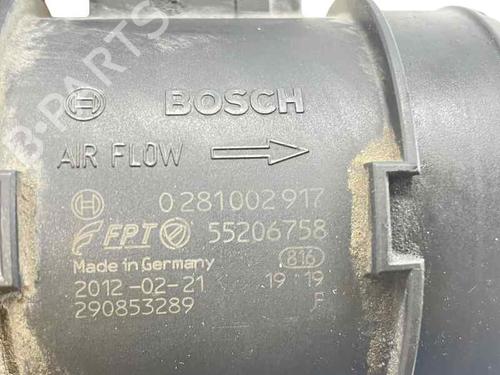 B-PARTS
BOSCH
AIR FLOW
0 281 002 917
FPT 55206758
Made in Germany 816
2012-02-21 19 19
290853289 F